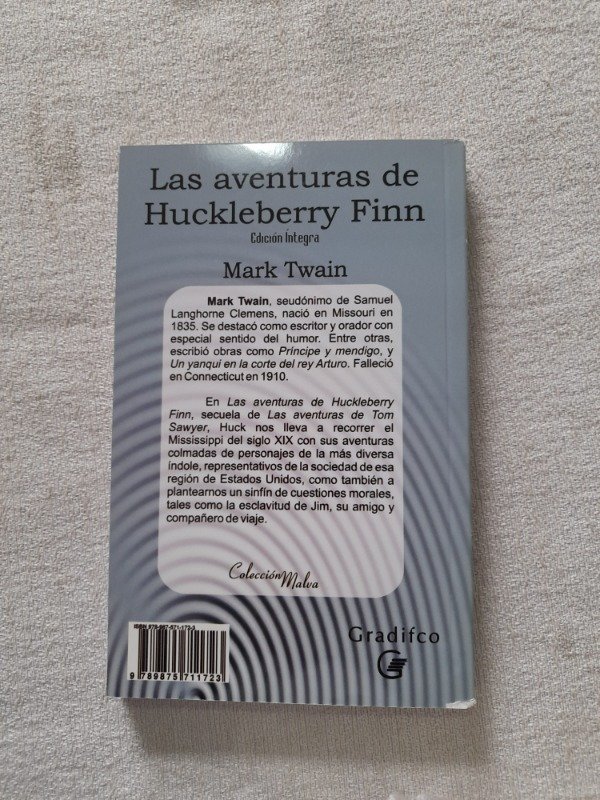 Las aventuras de
Huckleberry Finn
Edición Íntegra
Mark Twain
Mark Twain, seudónimo de Samuel
Langhorne Clemens, nació en Missouri en
1835. Se destacó como escritor y orador con
especial sentido del humor. Entre otras,
escribió obras como Príncipe y mendigo, y
Un yanqui en la corte del rey Arturo. Falleció
en Connecticut en 1910.
En Las aventuras de Huckleberry
Finn, secuela de Las aventuras de Tom
Sawyer, Huck nos lleva a recorrer el
Mississippi del siglo XIX con sus aventuras
colmadas de personajes de la más diversa
índole, representativos de la sociedad de esa
región de Estados Unidos, como también a
plantearnos un sinfín de cuestiones morales,
tales como la esclavitud de Jim, su amigo y
compañero de viaje.
Colección Malva
ISBN 978-987-571-172-3
9 789875 711723
Gradifco
G